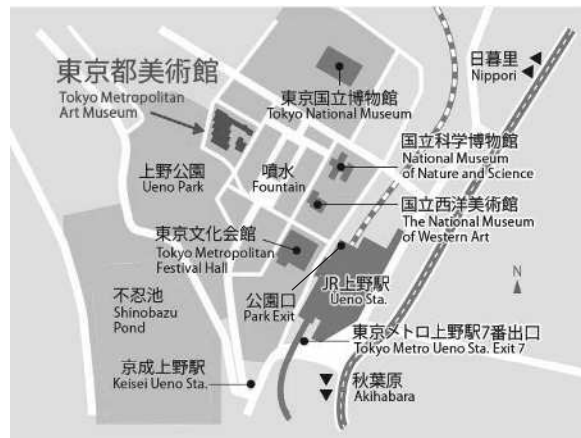 日暮里
Nippori
東京都美術館
Tokyo Metropolitan
Art Museum
東京国立博物館
Tokyo National Museum
国立科学博物館
National Museum
of Nature and Science
上野公園
Ueno Park
噴水
Fountain
国立西洋美術館
The National Museum
of Western Art
東京文化会館
Tokyo Metropolitan
Festival Hall
N
JR上野駅
Ueno Sta.
不忍池
Shinobazu
Pond
公園口
Park Exit
東京メトロ上野駅7番出口
Tokyo Metro Ueno Sta. Exit 7
京成上野駅
Keisei Ueno Sta.
秋葉原
Akihabara